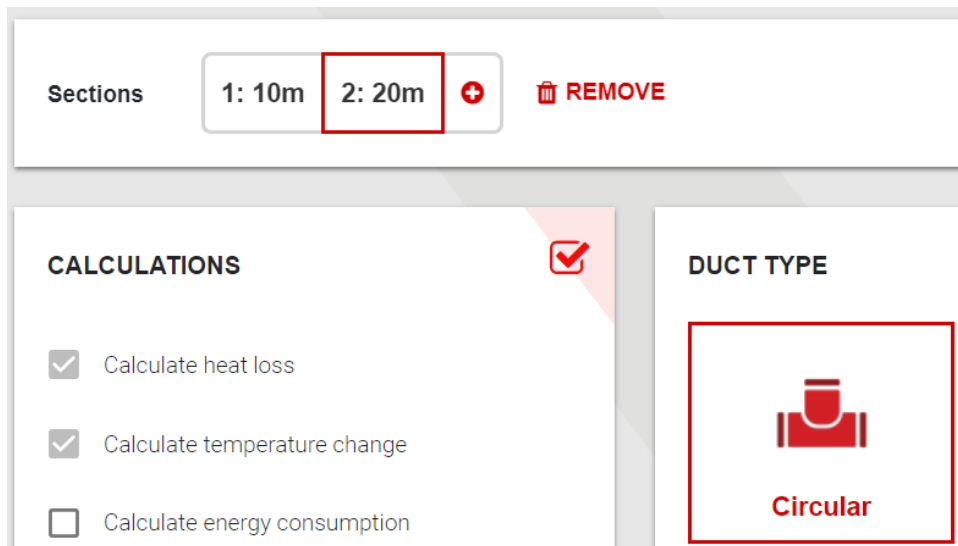 Sections 1: 10m 2: 20m REMOVE
CALCULATIONS
Calculate heat loss
Calculate temperature change
Calculate energy consumption
DUCT TYPE
Circular